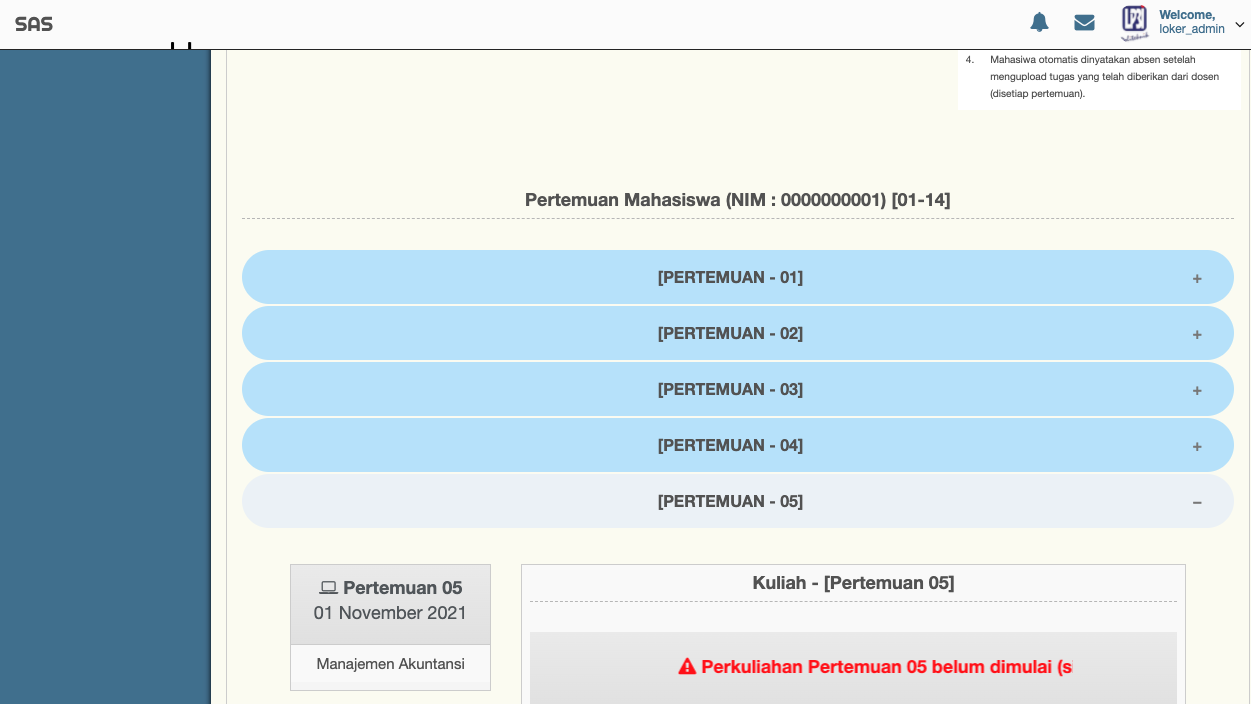 SAS
Welcome,
loker_admin
4. Mahasiwa otomatis dinyatakan absen setelah
mengupload tugas yang telah diberikan dari dosen
(disetiap pertemuan).
Pertemuan Mahasiswa (NIM : 0000000001) [01-14]
[PERTEMUAN - 01] +
[PERTEMUAN - 02] +
[PERTEMUAN - 03] +
[PERTEMUAN - 04] +
[PERTEMUAN - 05] −
Pertemuan 05
01 November 2021
Manajemen Akuntansi
Kuliah - [Pertemuan 05]
Perkuliahan Pertemuan 05 belum dimulai (s